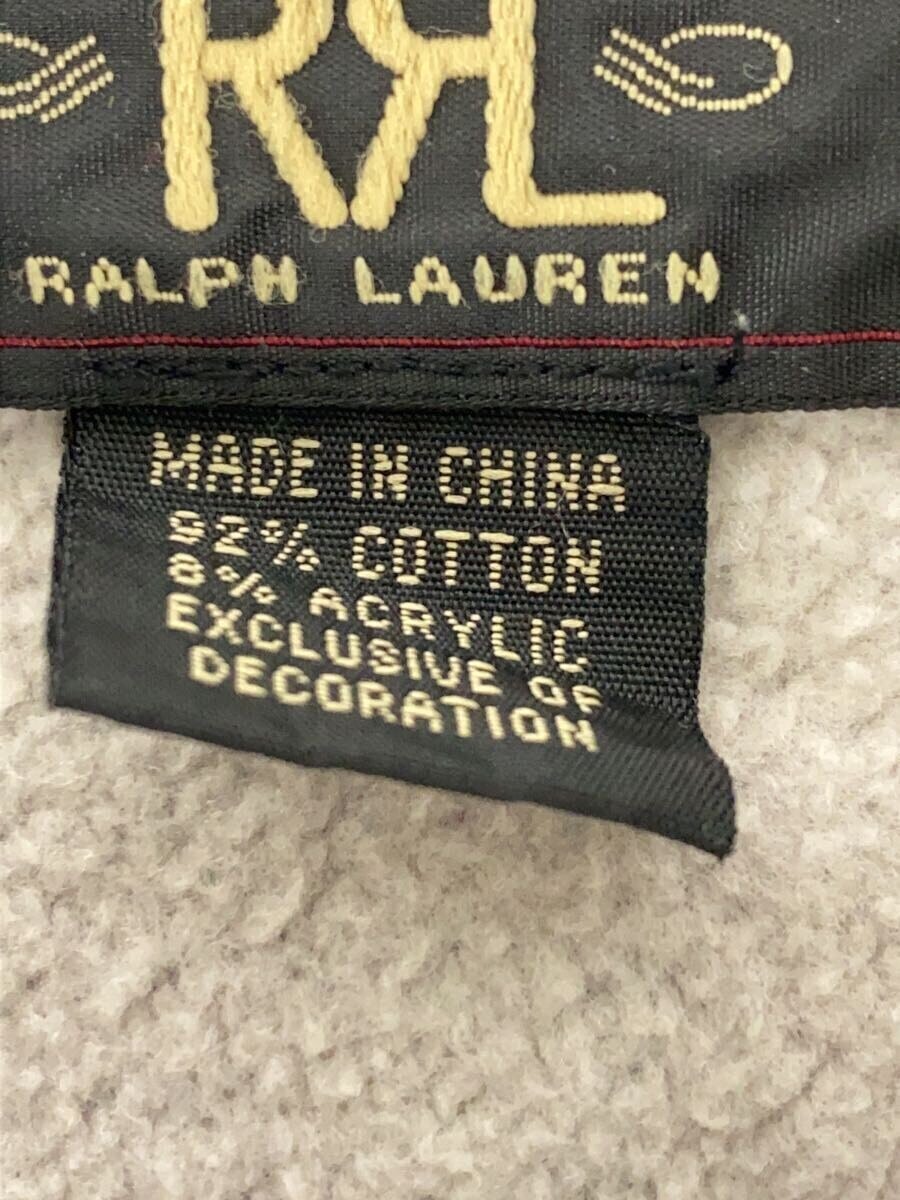 RRL
RALPH LAUREN
MADE IN CHINA
92% COTTON
8% ACRYLIC
EXCLUSIVE OF
DECORATION